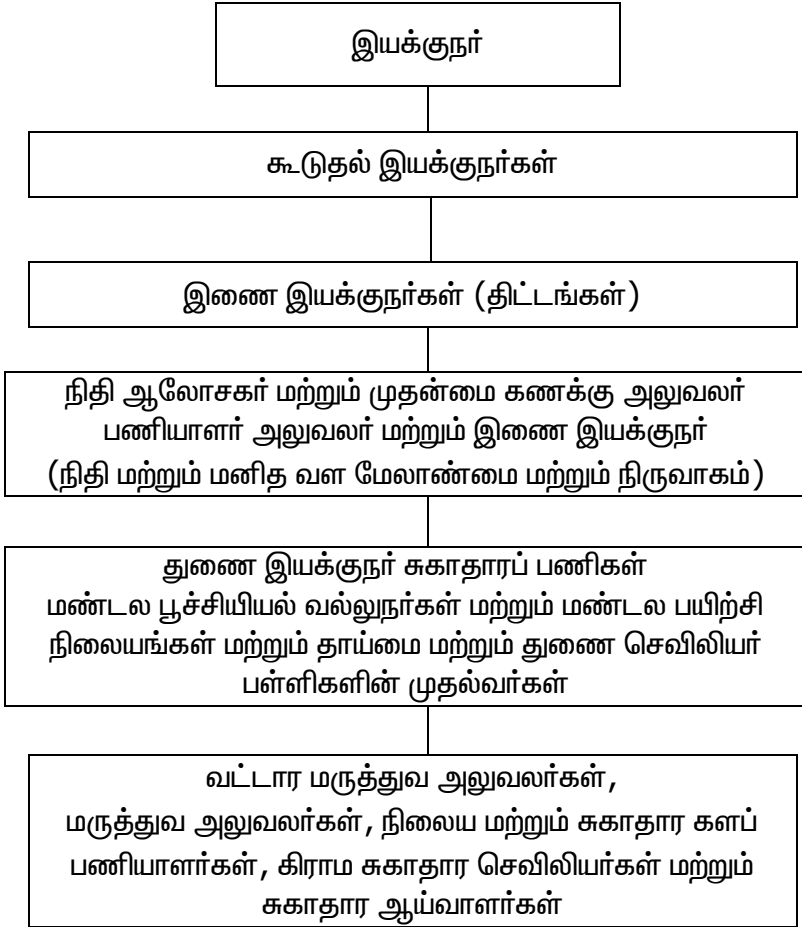 இயக்குநர்
கூடுதல் இயக்குநர்கள்
இணை இயக்குநர்கள் (திட்டங்கள்)
நிதி ஆலோசகர் மற்றும் முதன்மை கணக்கு அலுவலர்
பணியாளர் அலுவலர் மற்றும் இணை இயக்குநர்
(நிதி மற்றும் மனித வள மேலாண்மை மற்றும் நிருவாகம்)
துணை இயக்குநர் சுகாதாரப் பணிகள்
மண்டல பூச்சியியல் வல்லுநர்கள் மற்றும் மண்டல பயிற்சி
நிலையங்கள் மற்றும் தாய்மை மற்றும் துணை செவிலியர்
பள்ளிகளின் முதல்வர்கள்
வட்டார மருத்துவ அலுவலர்கள்,
மருத்துவ அலுவலர்கள், நிலைய மற்றும் சுகாதார களப்
பணியாளர்கள், கிராம சுகாதார செவிலியர்கள் மற்றும்
சுகாதார ஆய்வாளர்கள்